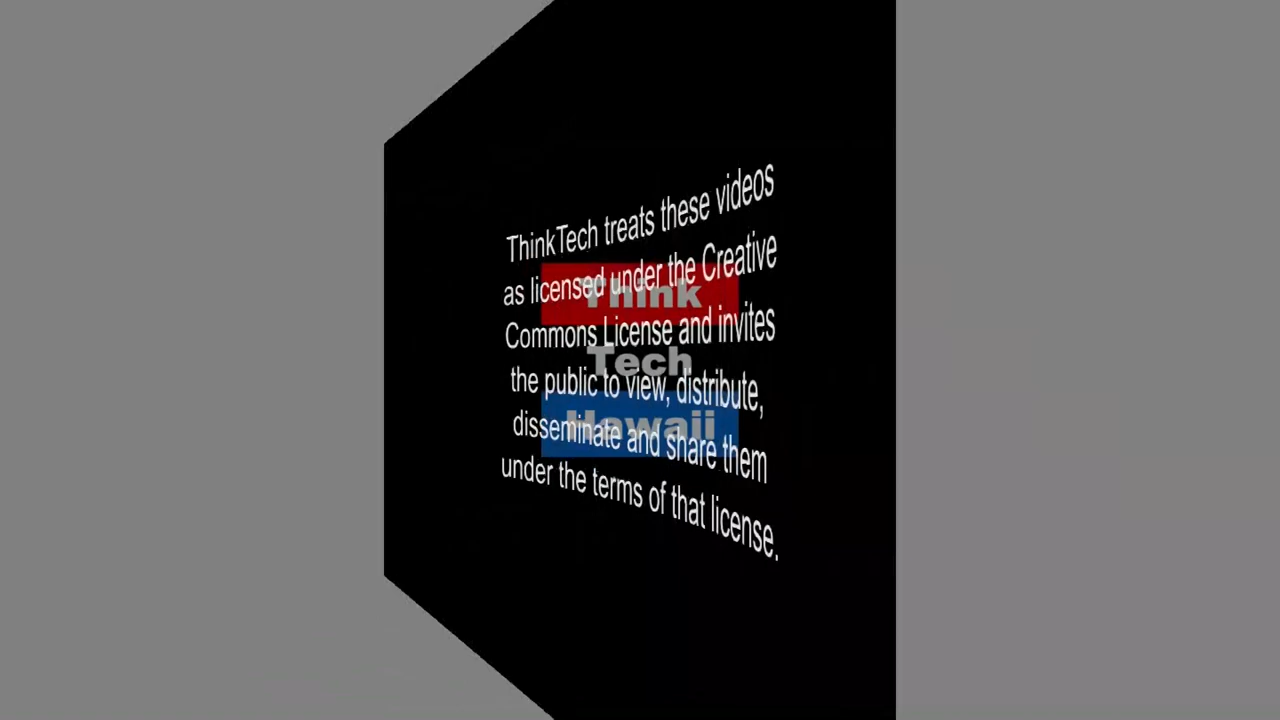 ThinkTech treats these videos
as licensed under the Creative
Commons License and invites
the public to view, distribute,
disseminate and share them
under the terms of that license.
Think
Tech
Hawaii